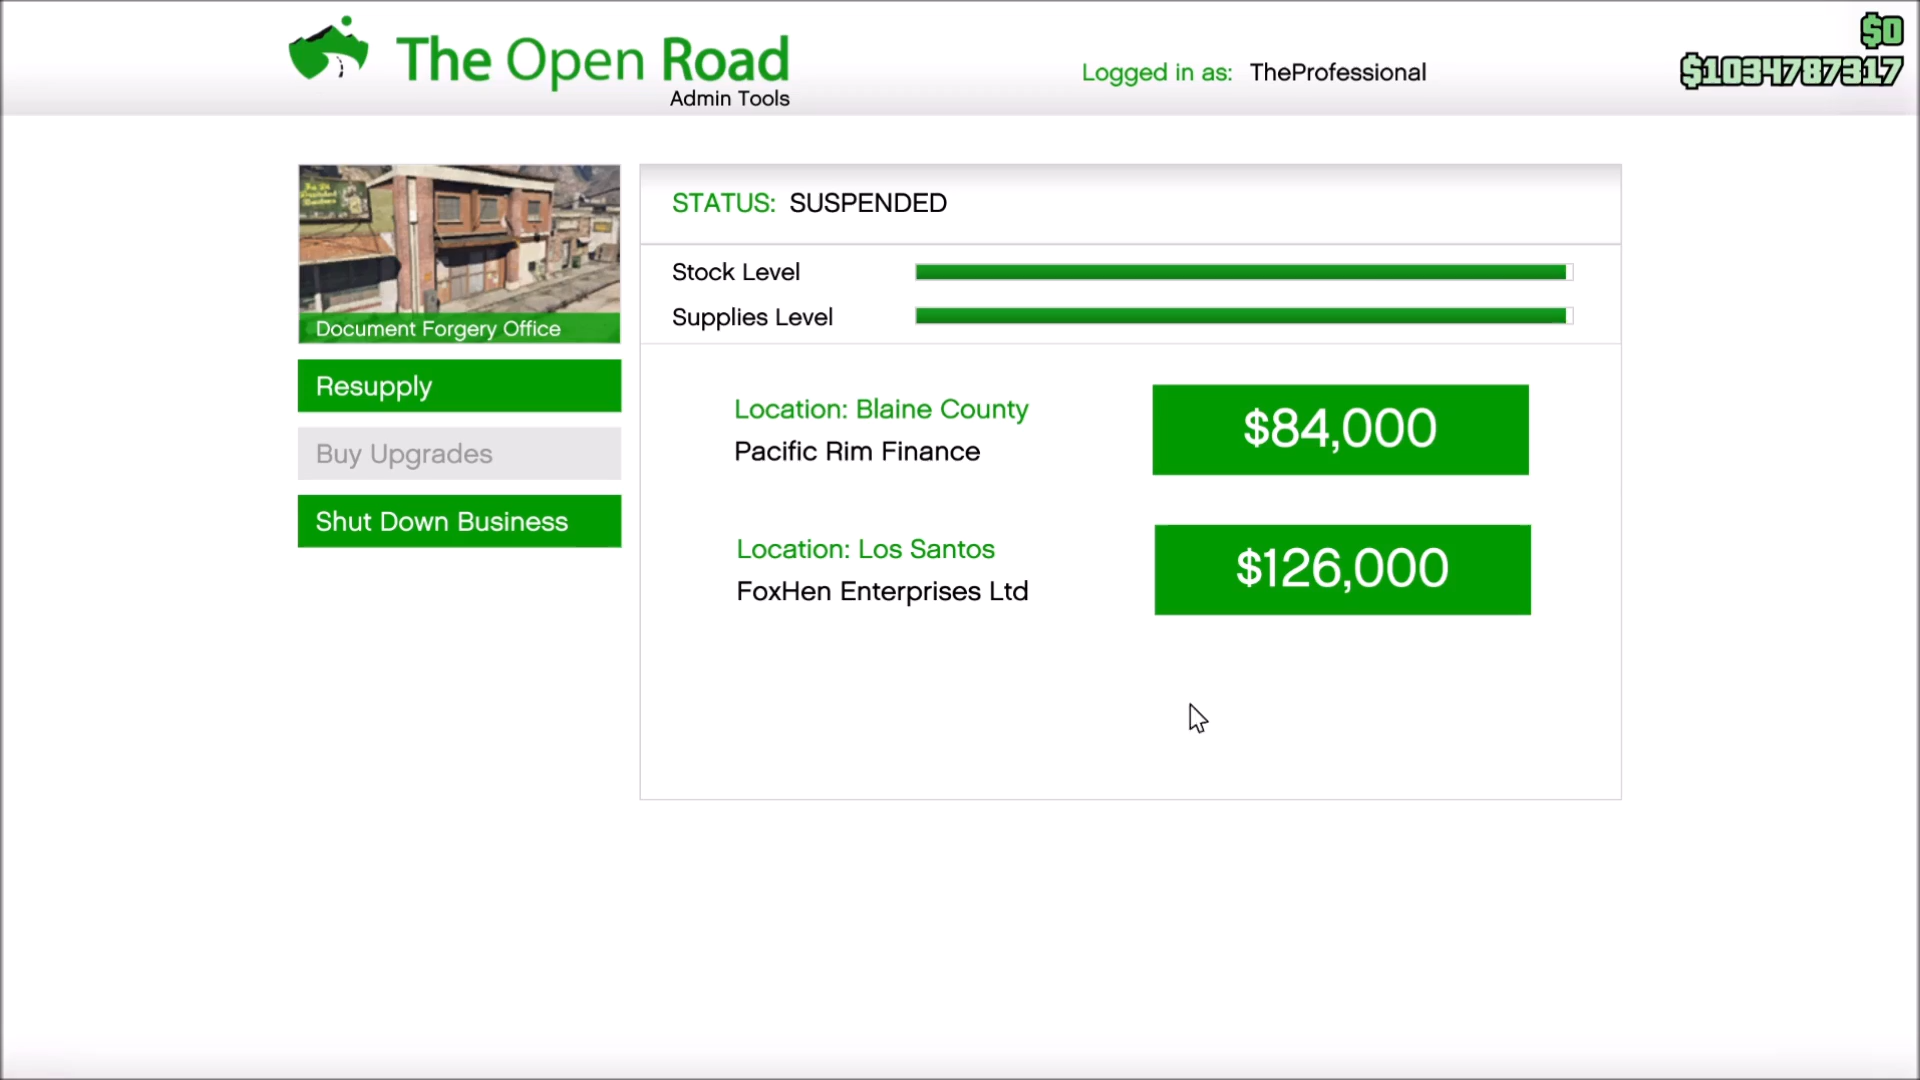 The Open Road
Admin Tools
Logged in as: TheProfessional
$0
$1034787317
Document Forgery Office
Resupply
Buy Upgrades
Shut Down Business
STATUS: SUSPENDED
Stock Level
Supplies Level
Location: Blaine County
Pacific Rim Finance
$84,000
Location: Los Santos
FoxHen Enterprises Ltd
$126,000